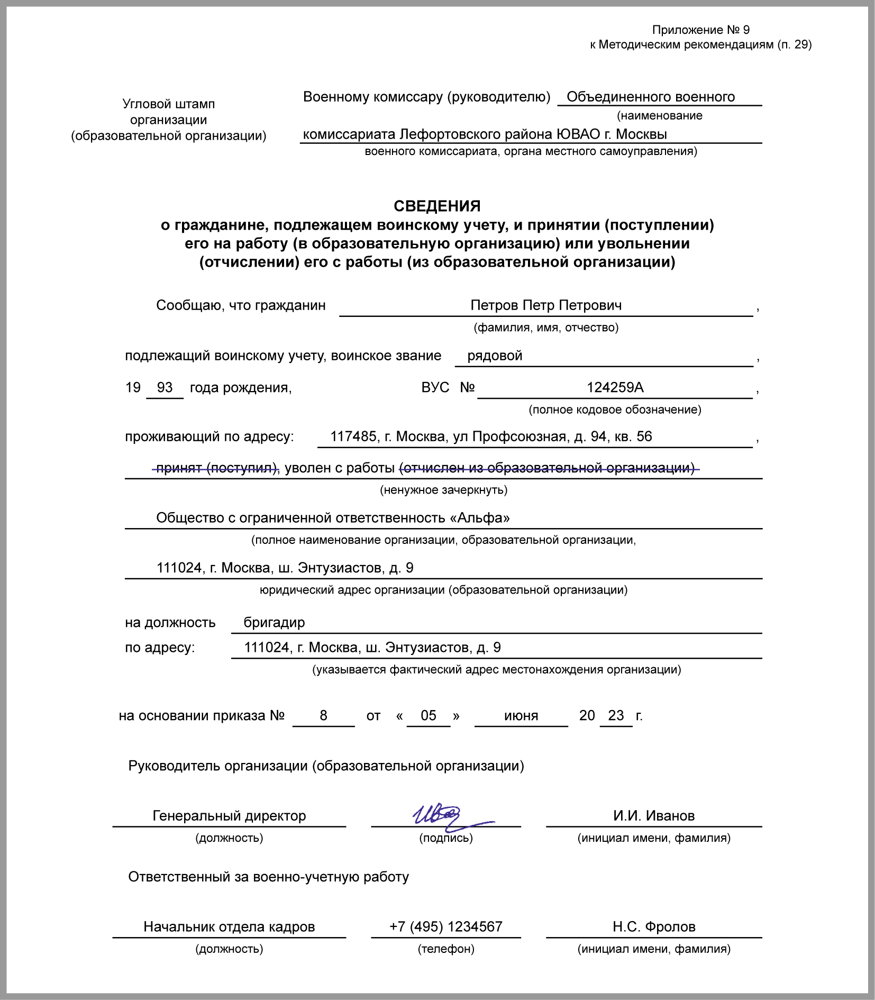 Приложение № 9
к Методическим рекомендациям (п. 29)
Угловой штамп
организации
(образовательной организации)
Военному комиссару (руководителю) Объединенного военного
(наименование
комиссариата Лефортовского района ЮВАО г. Москвы
военного комиссариата, органа местного самоуправления)
СВЕДЕНИЯ
о гражданине, подлежащем воинскому учету, и принятии (поступлении)
его на работу (в образовательную организацию) или увольнении
(отчислении) его с работы (из образовательной организации)
Сообщаю, что гражданин Петров Петр Петрович ,
(фамилия, имя, отчество)
подлежащий воинскому учету, воинское звание рядовой ,
19 93 года рождения, ВУС № 124259А ,
(полное кодовое обозначение)
проживающий по адресу: 117485, г. Москва, ул Профсоюзная, д. 94, кв. 56 ,
принят (поступил), уволен с работы (отчислен из образовательной организации)
(ненужное зачеркнуть)
Общество с ограниченной ответственность «Альфа»
(полное наименование организации, образовательной организации,
111024, г. Москва, ш. Энтузиастов, д. 9
юридический адрес организации (образовательной организации)
на должность бригадир
по адресу: 111024, г. Москва, ш. Энтузиастов, д. 9
(указывается фактический адрес местонахождения организации)
на основании приказа № 8 от « 05 » июня 20 23 г.
Руководитель организации (образовательной организации)
Генеральный директор И.И. Иванов
(должность) (подпись) (инициал имени, фамилия)
Ответственный за военно-учетную работу
Начальник отдела кадров +7 (495) 1234567 Н.С. Фролов
(должность) (телефон) (инициал имени, фамилия)